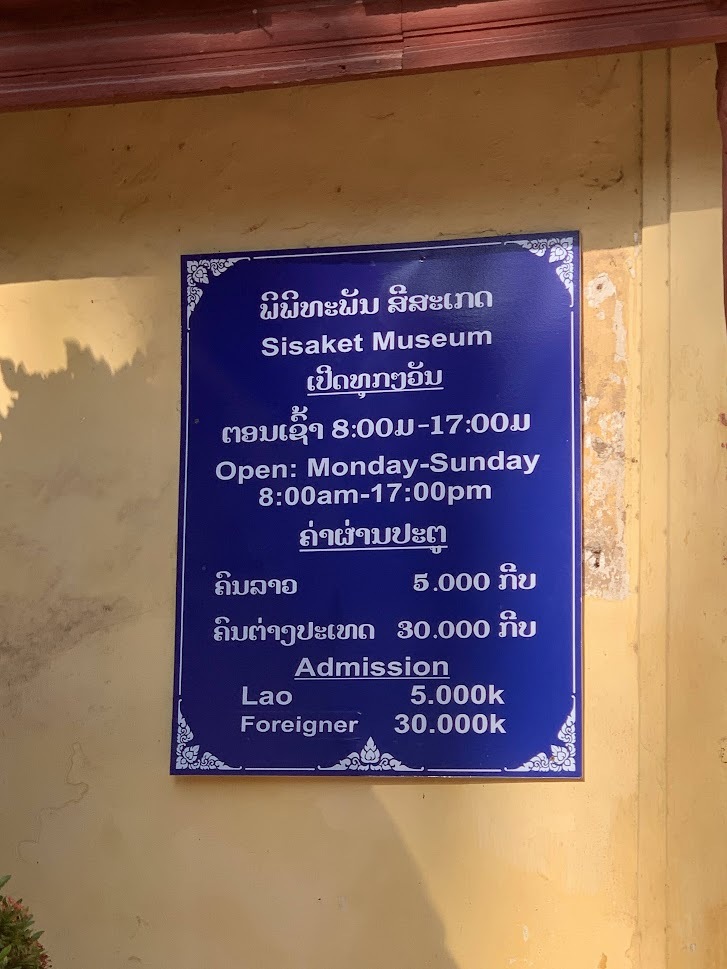 ພິພິທະພັນ ສີສະເກດ
Sisaket Museum
ເປີດທຸກໆວັນ
ຕອນເຊົ້າ 8:00ມ-17:00ມ
Open: Monday-Sunday
8:00am-17:00pm
ຄ່າຜ່ານປະຕູ
ຄົນລາວ 5.000 ກີບ
ຄົນຕ່າງປະເທດ 30.000 ກີບ
Admission
Lao 5.000k
Foreigner 30.000k